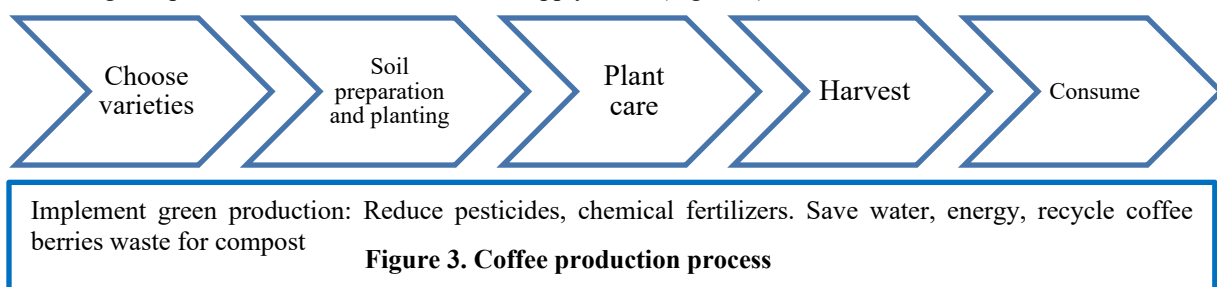 Choose
varieties
Soil
preparation
and planting
Plant
care
Harvest
Consume
Implement green production: Reduce pesticides, chemical fertilizers. Save water, energy, recycle coffee
berries waste for compost
Figure 3. Coffee production process